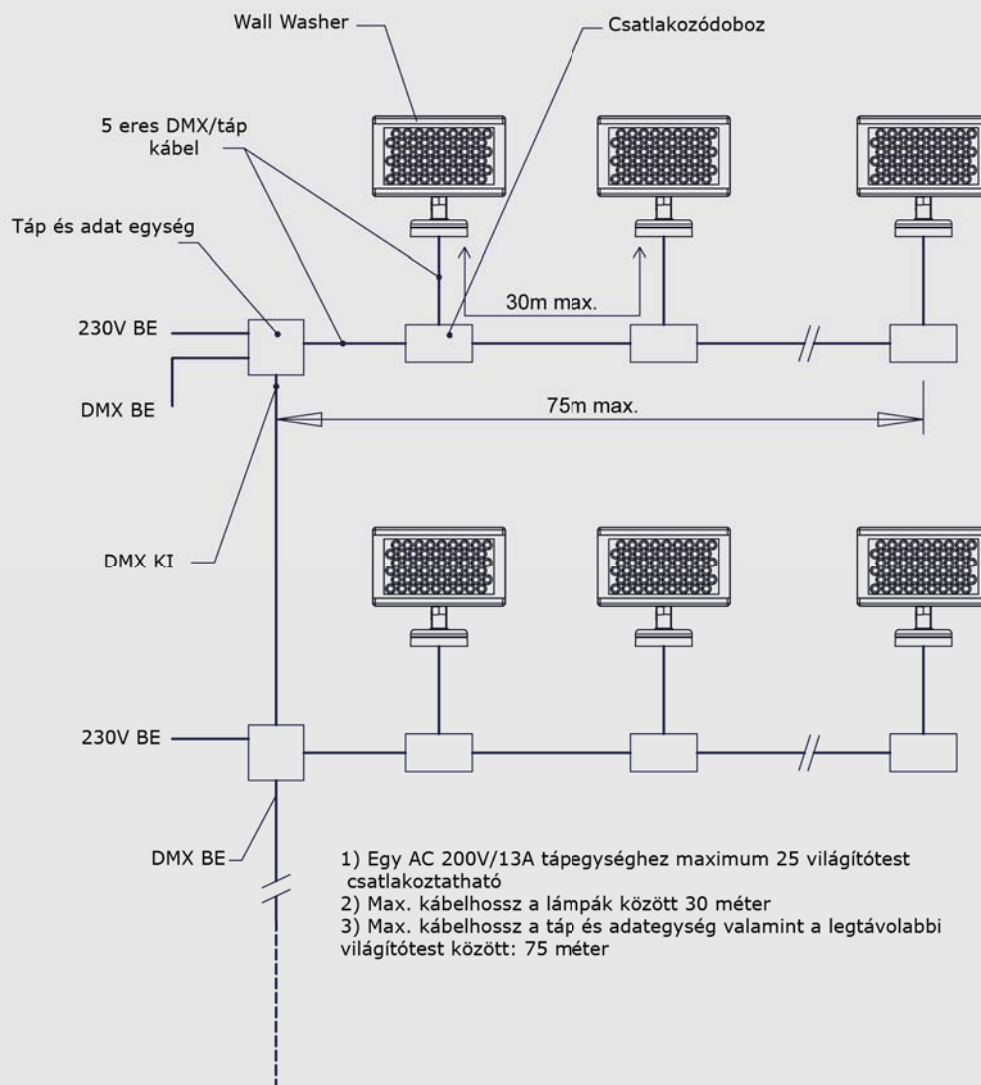 Wall Washer
Csatlakozódoboz
5 eres DMX/táp
kábel
Táp és adat egység
30m max.
230V BE
DMX BE
75m max.
DMX KI
230V BE
DMX BE
1) Egy AC 200V/13A tápegységhez maximum 25 világítótest
csatlakoztatható
2) Max. kábelhossz a lámpák között 30 méter
3) Max. kábelhossz a táp és adategység valamint a legtávolabbi
világítótest között: 75 méter